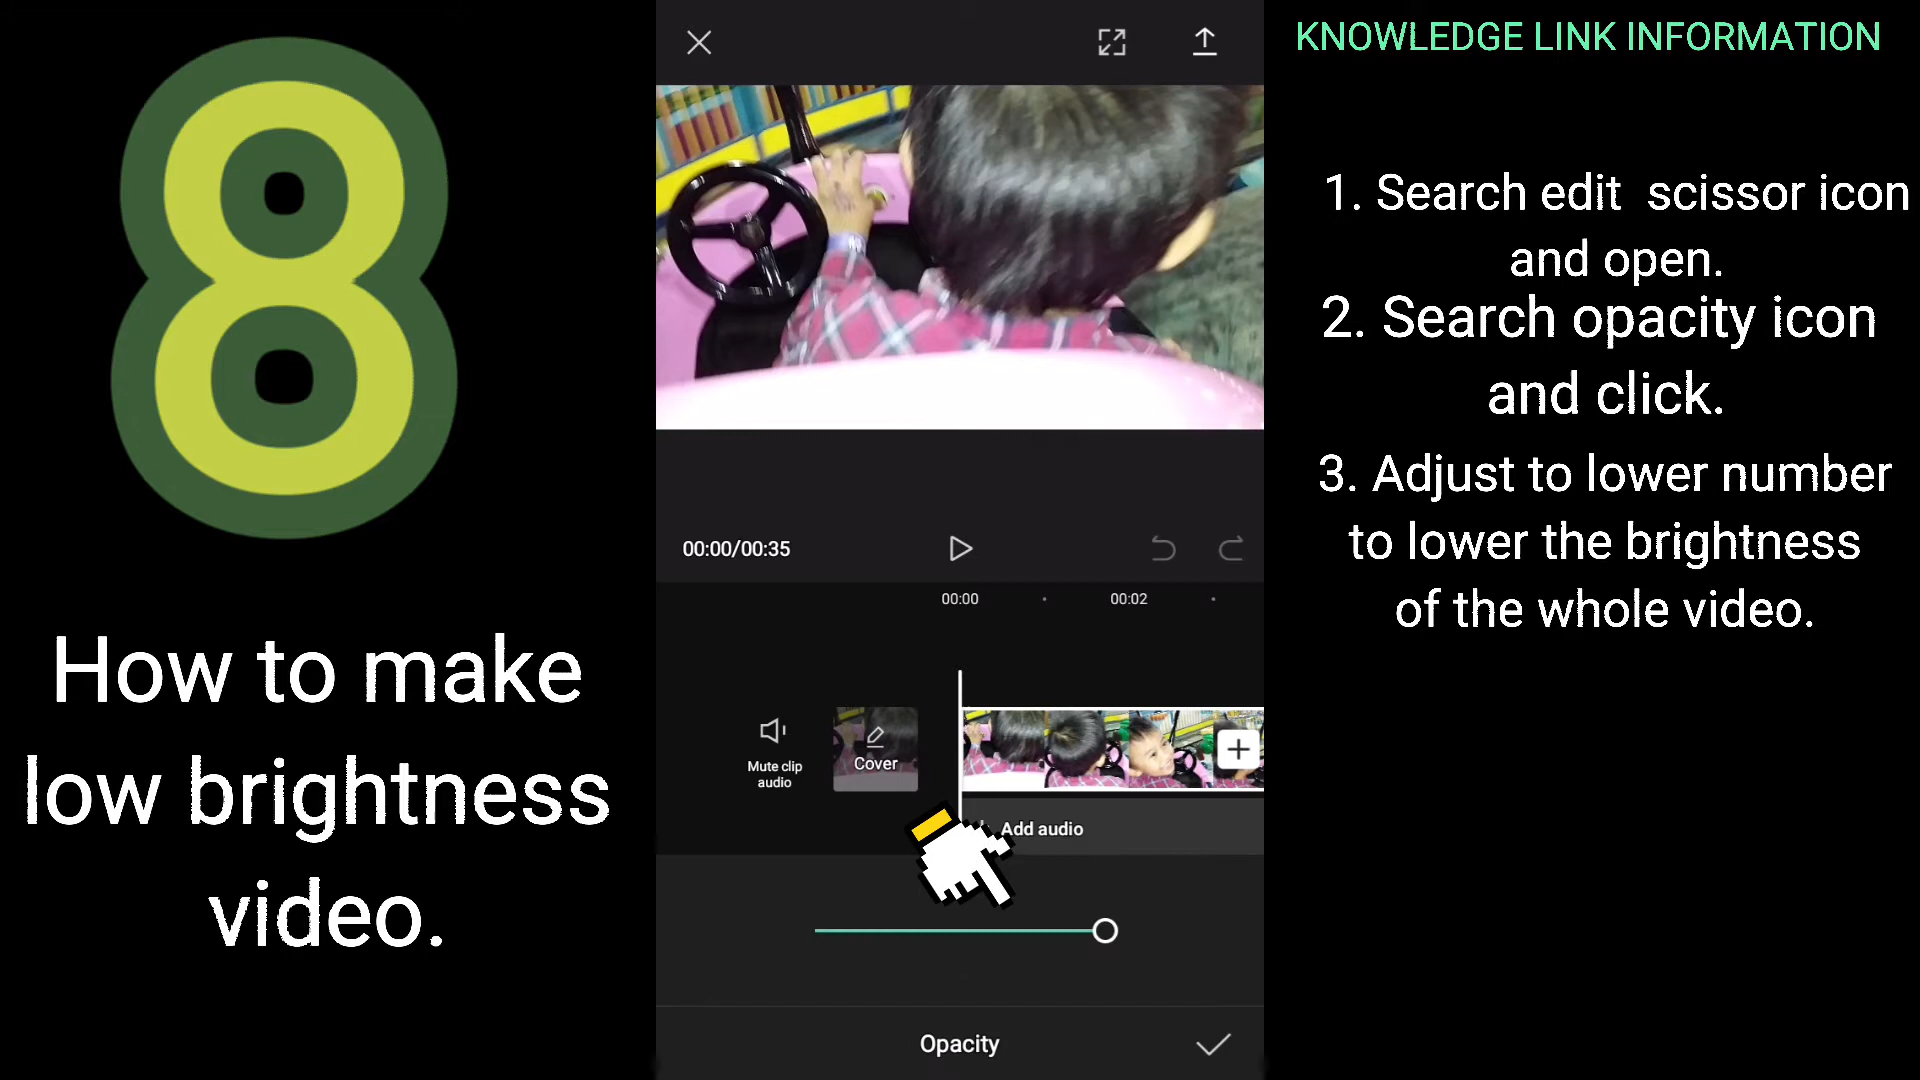 8
How to make
low brightness
video.
00:00/00:35
00:00
00:02
Mute clip
audio
Cover
Add audio
Opacity
KNOWLEDGE LINK INFORMATION
1. Search edit scissor icon
and open.
2. Search opacity icon
and click.
3. Adjust to lower number
to lower the brightness
of the whole video.